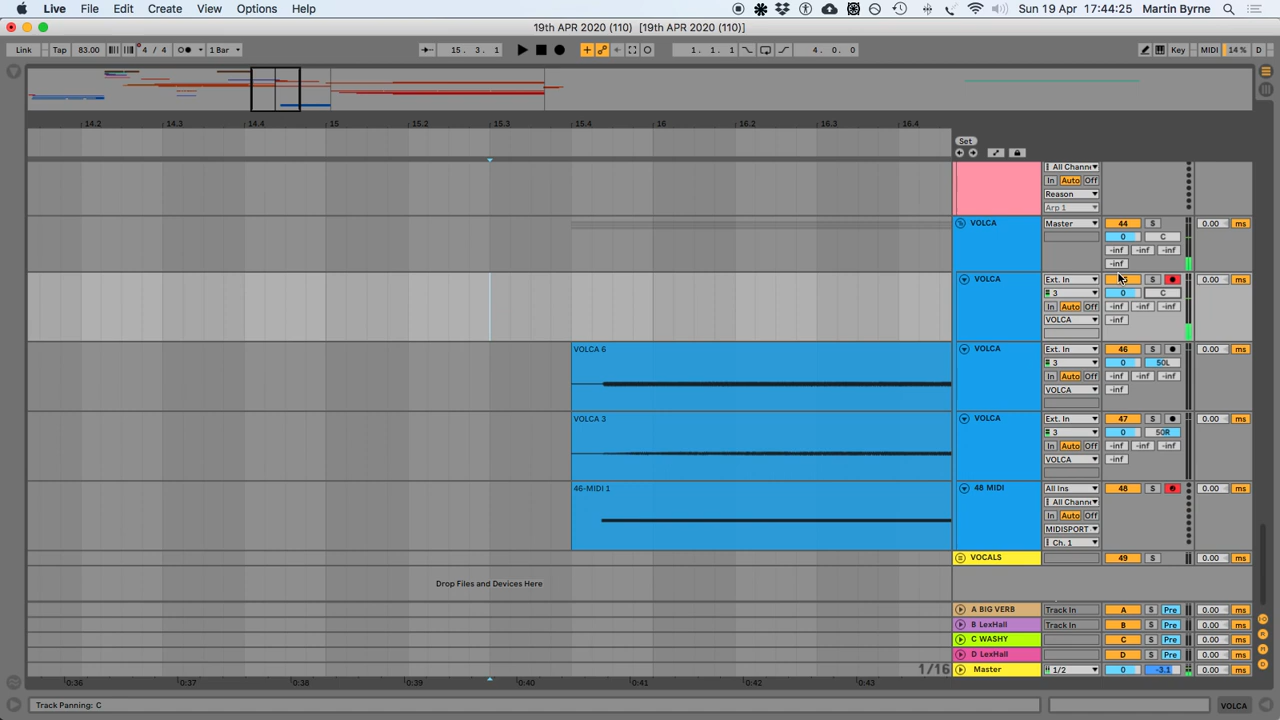 Live File Edit Create View Options Help Sun 19 Apr 17:44:25 Martin Byrne
19th APR 2020 (110) [19th APR 2020 (110)]
Link Tap 83.00 4 / 4 1 Bar 15. 3. 1 1. 1. 1 4. 0. 0 Key MIDI 14 % D
14.2 14.3 14.4 15 15.2 15.3 15.4 16 16.2 16.3 16.4
Set
All Channe
In Auto Off
Reason
Arp 1
VOLCA Master 44 S 0.00 ms
0 C
-inf -inf -inf
-inf
VOLCA Ext. In S 0.00 ms
3 0 C
In Auto Off -inf -inf -inf
VOLCA -inf
VOLCA 6 VOLCA Ext. In 46 S 0.00 ms
3 0 50L
In Auto Off -inf -inf -inf
VOLCA -inf
VOLCA 3 VOLCA Ext. In 47 S 0.00 ms
3 0 50R
In Auto Off -inf -inf -inf
VOLCA -inf
46-MIDI 1 48 MIDI All Ins 48 S 0.00 ms
All Channe
In Auto Off
MIDISPORT
Ch. 1
VOCALS 49 S 0.00 ms
Drop Files and Devices Here
A BIG VERB Track In A S Pre 0.00 ms
B LexHall Track In B S Pre 0.00 ms
C WASHY C S Pre 0.00 ms
D LexHall D S Pre 0.00 ms
1/16 Master 1/2 0 -3.1 0.00 ms
0:36 0:37 0:38 0:39 0:40 0:41 0:42 0:43
Track Panning: C VOLCA